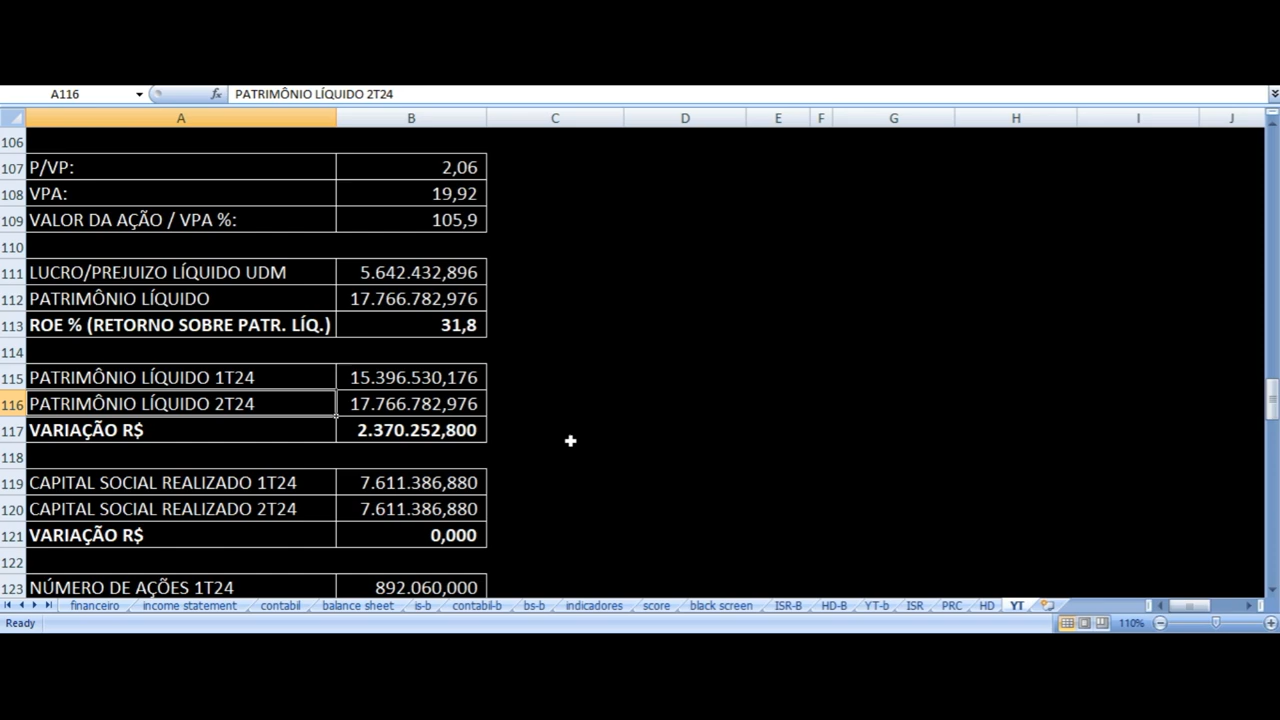 A116 fx PATRIMÔNIO LÍQUIDO 2T24
A B C D E F G H I J
106
107 P/VP: 2,06
108 VPA: 19,92
109 VALOR DA AÇÃO / VPA %: 105,9
110
111 LUCRO/PREJUIZO LÍQUIDO UDM 5.642.432,896
112 PATRIMÔNIO LÍQUIDO 17.766.782,976
113 ROE % (RETORNO SOBRE PATR. LÍQ.) 31,8
114
115 PATRIMÔNIO LÍQUIDO 1T24 15.396.530,176
116 PATRIMÔNIO LÍQUIDO 2T24 17.766.782,976
117 VARIAÇÃO R$ 2.370.252,800
118
119 CAPITAL SOCIAL REALIZADO 1T24 7.611.386,880
120 CAPITAL SOCIAL REALIZADO 2T24 7.611.386,880
121 VARIAÇÃO R$ 0,000
122
123 NÚMERO DE AÇÕES 1T24 892.060,000
financeiro income statement contabil balance sheet is-b contabil-b bs-b indicadores score black screen ISR-B HD-B YT-b ISR PRC HD YT
Ready 110%